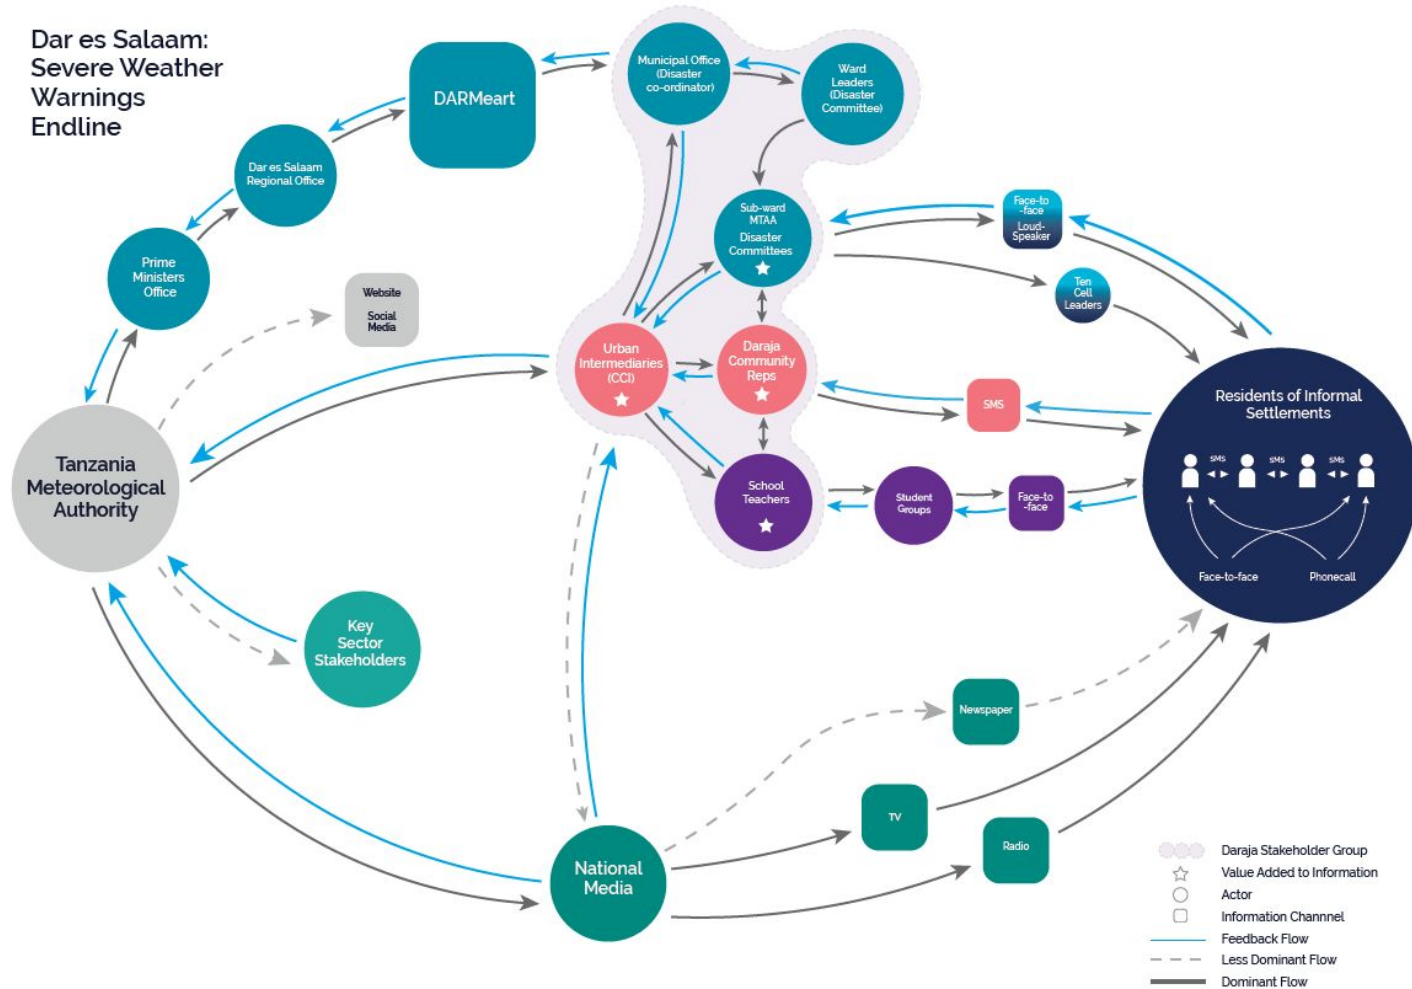 Dar es Salaam:
Severe Weather
Warnings
Endline
DARMeart
Municipal Office
(Disaster
co-ordinator)
Ward
Leaders
(Disaster
Committee)
Dar es Salaam
Regional Office
Prime
Ministers
Office
Website
Social
Media
Sub-ward
MTAA
Disaster
Committees
Face-to
-face
Loud-
Speaker
Ten
Cell
Leaders
Urban
Intermediaries
(CCI)
Daraja
Community
Reps
SMS
Residents of Informal
Settlements
SMS
SMS
SMS
Face-to-face
Phonecall
Tanzania
Meteorological
Authority
School
Teachers
Student
Groups
Face-to
-face
Key
Sector
Stakeholders
Newspaper
TV
Radio
National
Media
Daraja Stakeholder Group
Value Added to Information
Actor
Information Channnel
Feedback Flow
Less Dominant Flow
Dominant Flow